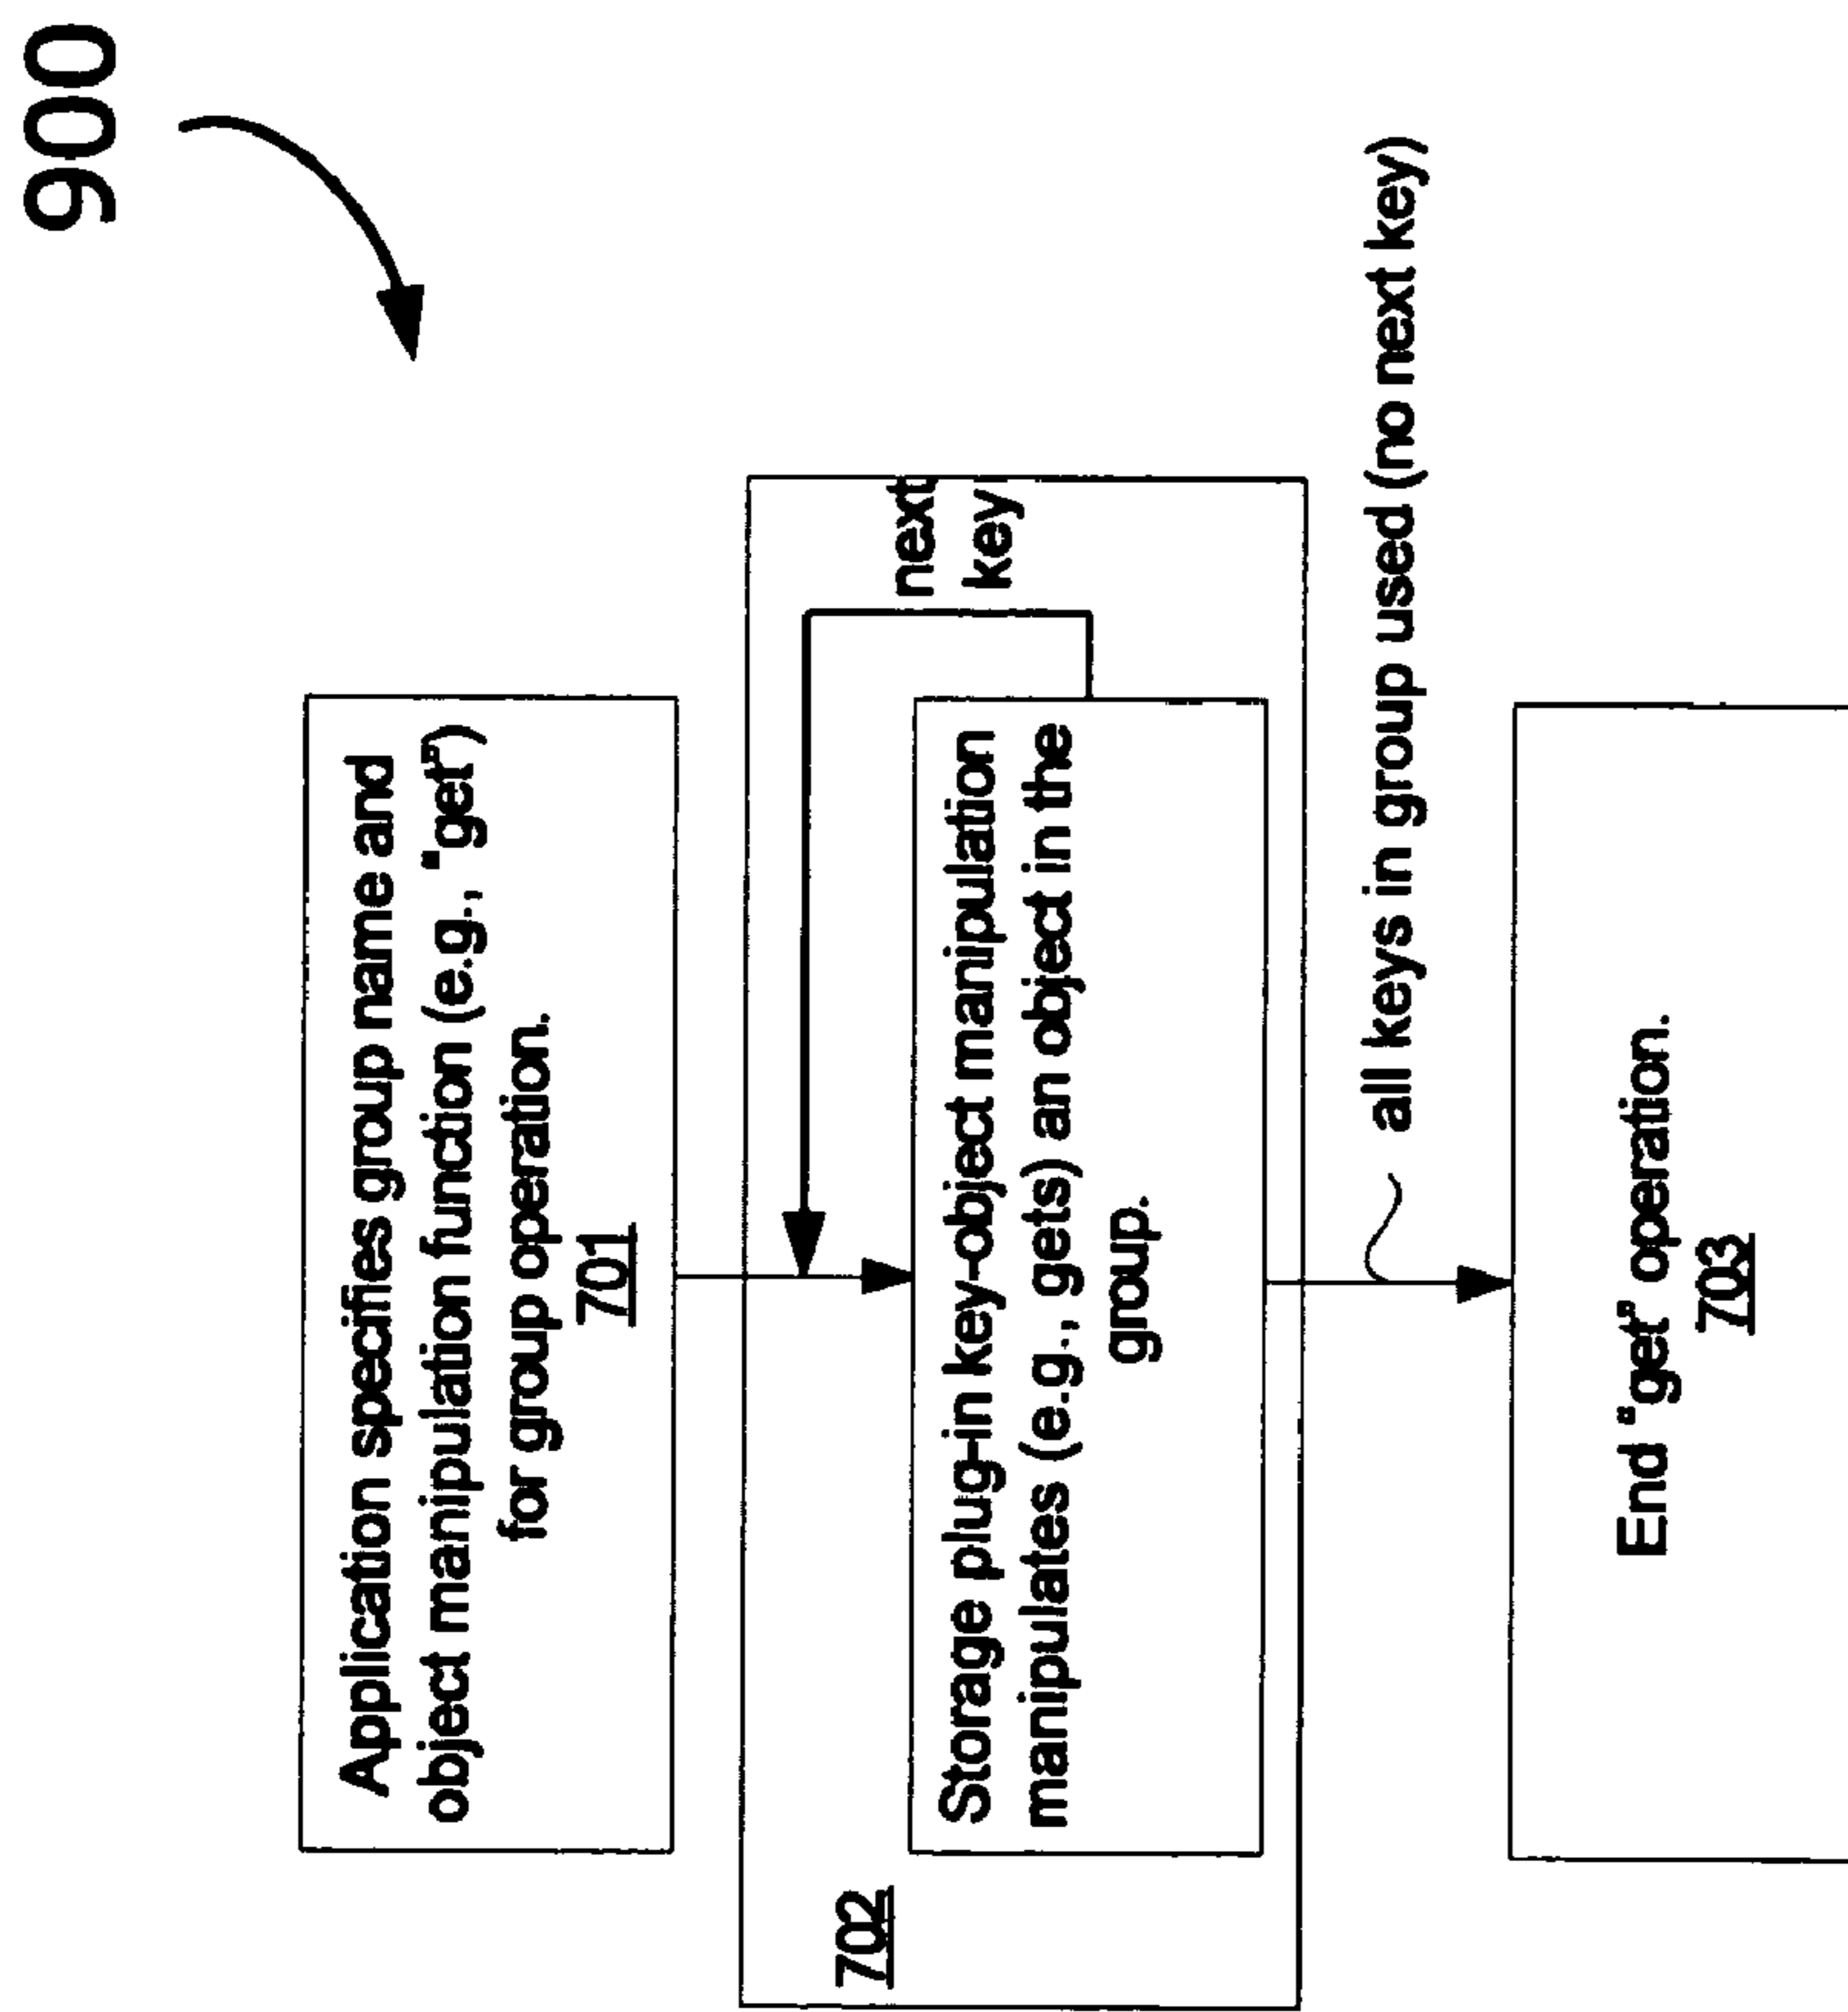 900
Application specifies group name and
object manipulation function (e.g., "get")
for group operation.
701
702
next
key
Storage plug-in key-object manipulation
manipulates (e.g., gets) an object in the
group.
all keys in group used (no next key)
End "get" operation.
703